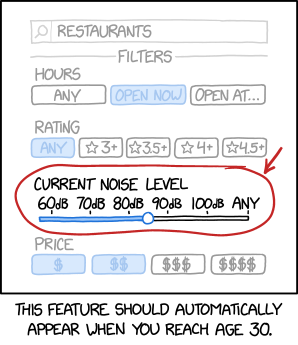 RESTAURANTS
FILTERS
HOURS
ANY OPEN NOW OPEN AT...
RATING
ANY ☆3+ ☆3.5+ ☆4+ ☆4.5+
CURRENT NOISE LEVEL
60dB 70dB 80dB 90dB 100dB ANY
PRICE
$ $$ $$$ $$$$
THIS FEATURE SHOULD AUTOMATICALLY
APPEAR WHEN YOU REACH AGE 30.